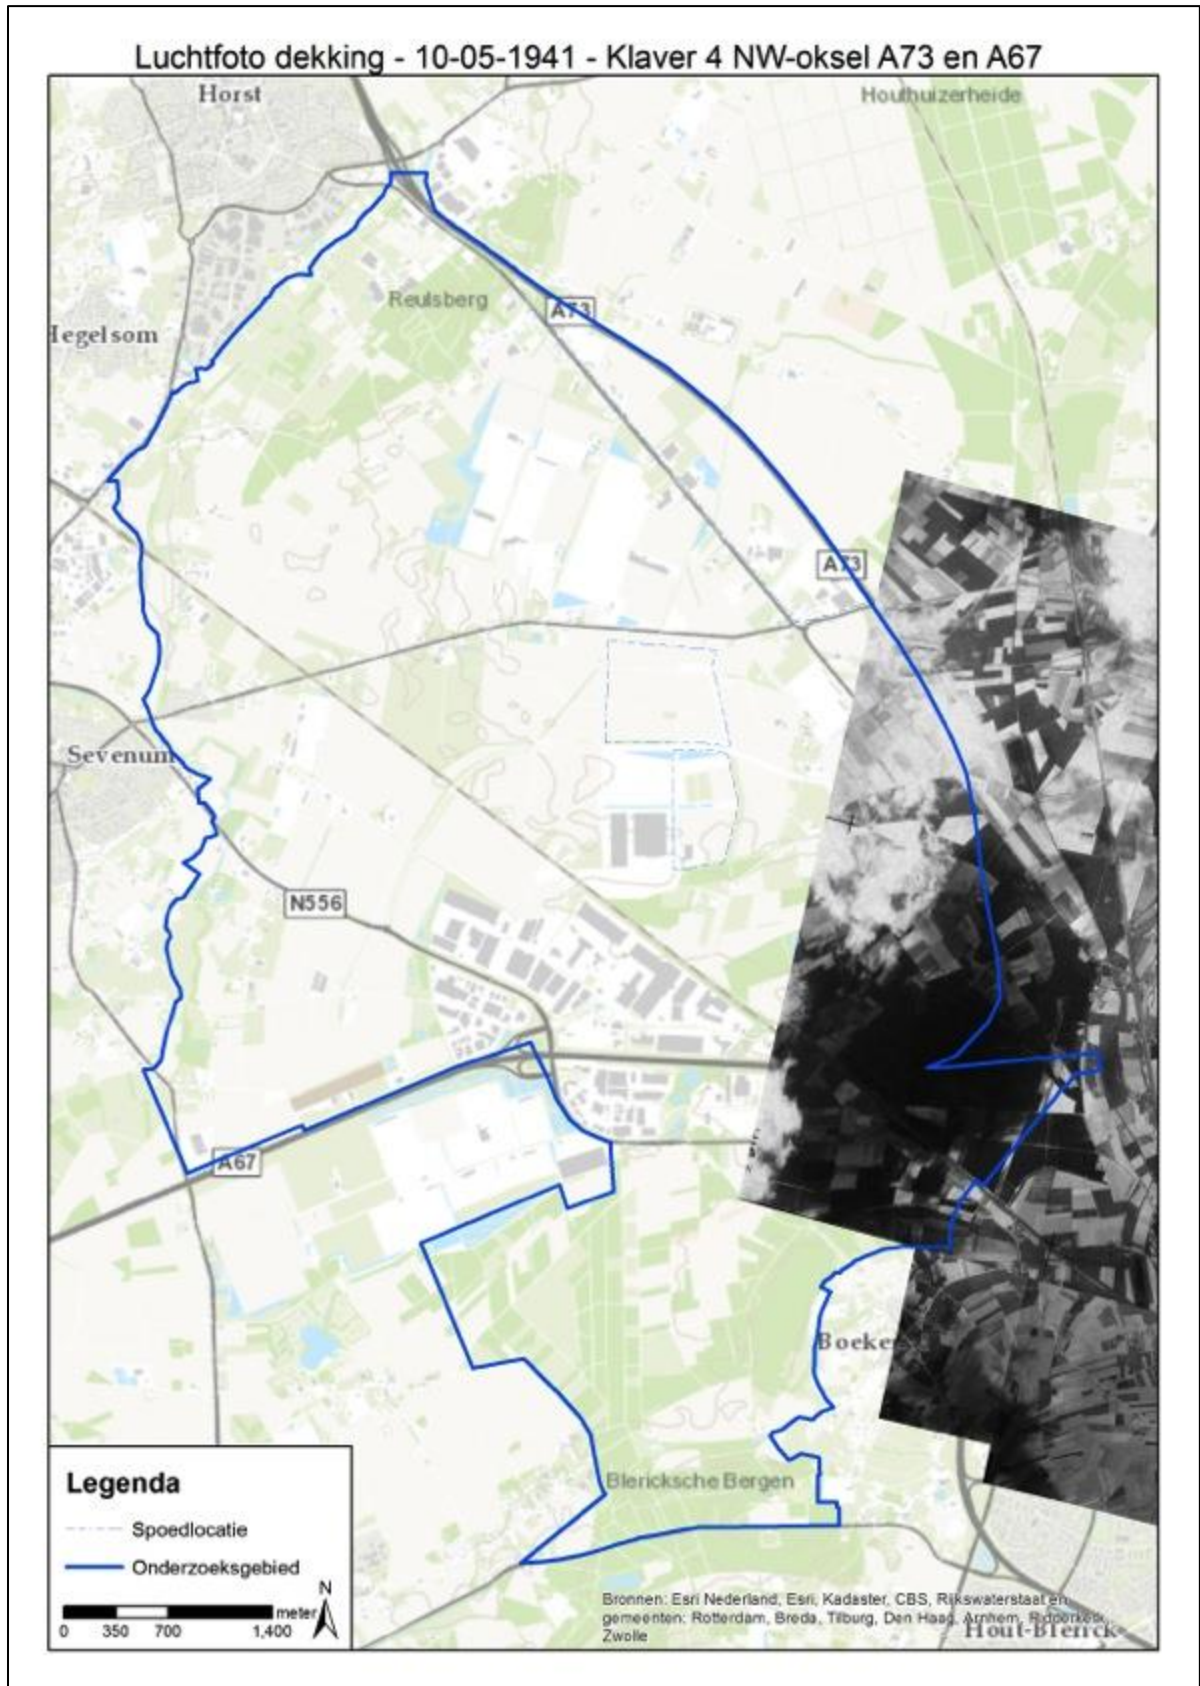 Luchtfoto dekking - 10-05-1941 - Klaver 4 NW-oksel A73 en A67
Horst
Houthuizerheide
Reulsberg
A73
Hegelsom
A73
Sevenum
N556
A67
Boeke
Blericksche Bergen
Legenda
Spoedlocatie
Onderzoeksgebied
N
meter
0 350 700 1,400
Bronnen: Esri Nederland, Esri, Kadaster, CBS, Rijkswaterstaat en
gemeenten: Rotterdam, Breda, Tilburg, Den Haag, Arnhem, Ridderkerk,
Zwolle
Hout-Blerick